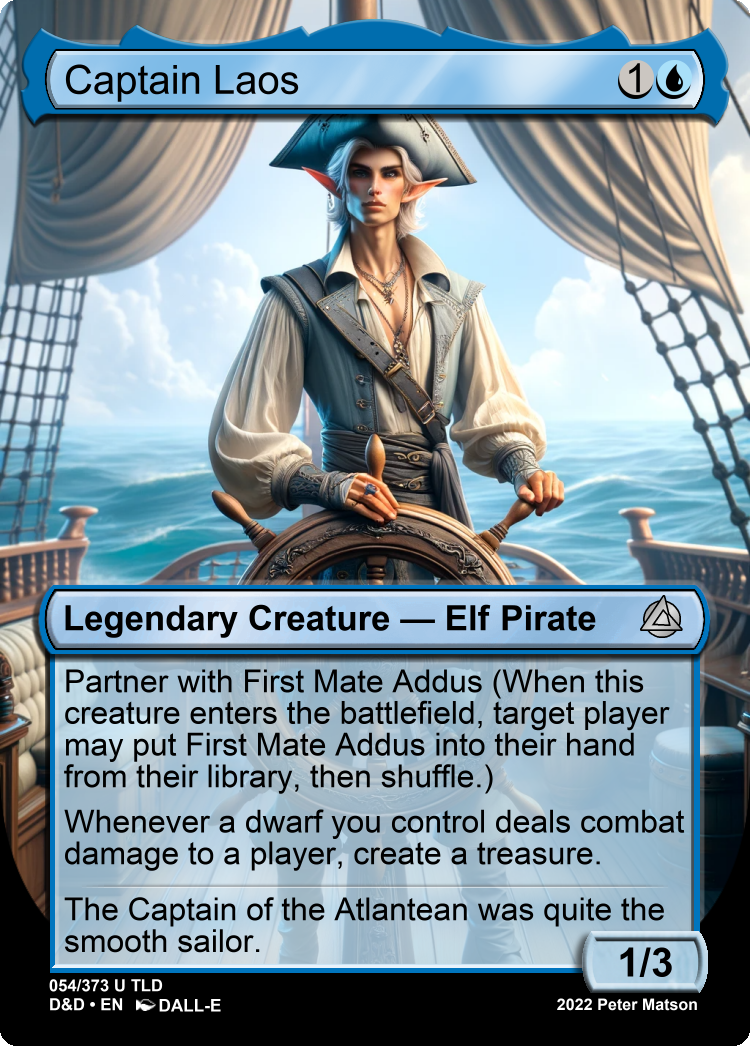 Captain Laos 1
Legendary Creature — Elf Pirate
Partner with First Mate Addus (When this
creature enters the battlefield, target player
may put First Mate Addus into their hand
from their library, then shuffle.)
Whenever a dwarf you control deals combat
damage to a player, create a treasure.
The Captain of the Atlantean was quite the
smooth sailor.
1/3
054/373 U TLD
D&D • EN DALL-E
2022 Peter Matson